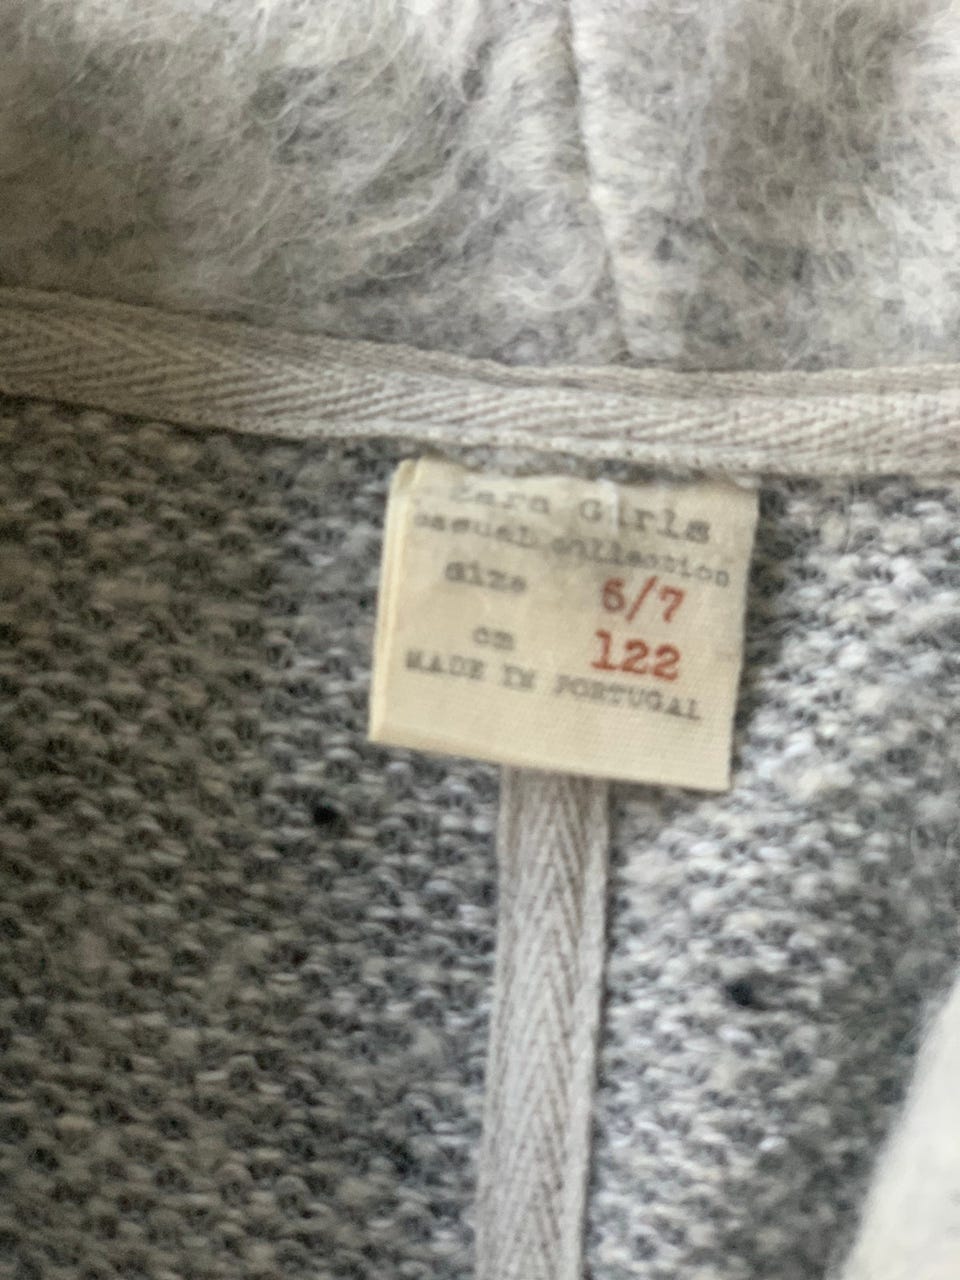 Zara Girls
casual collection
size 6/7
cm 122
MADE IN PORTUGAL